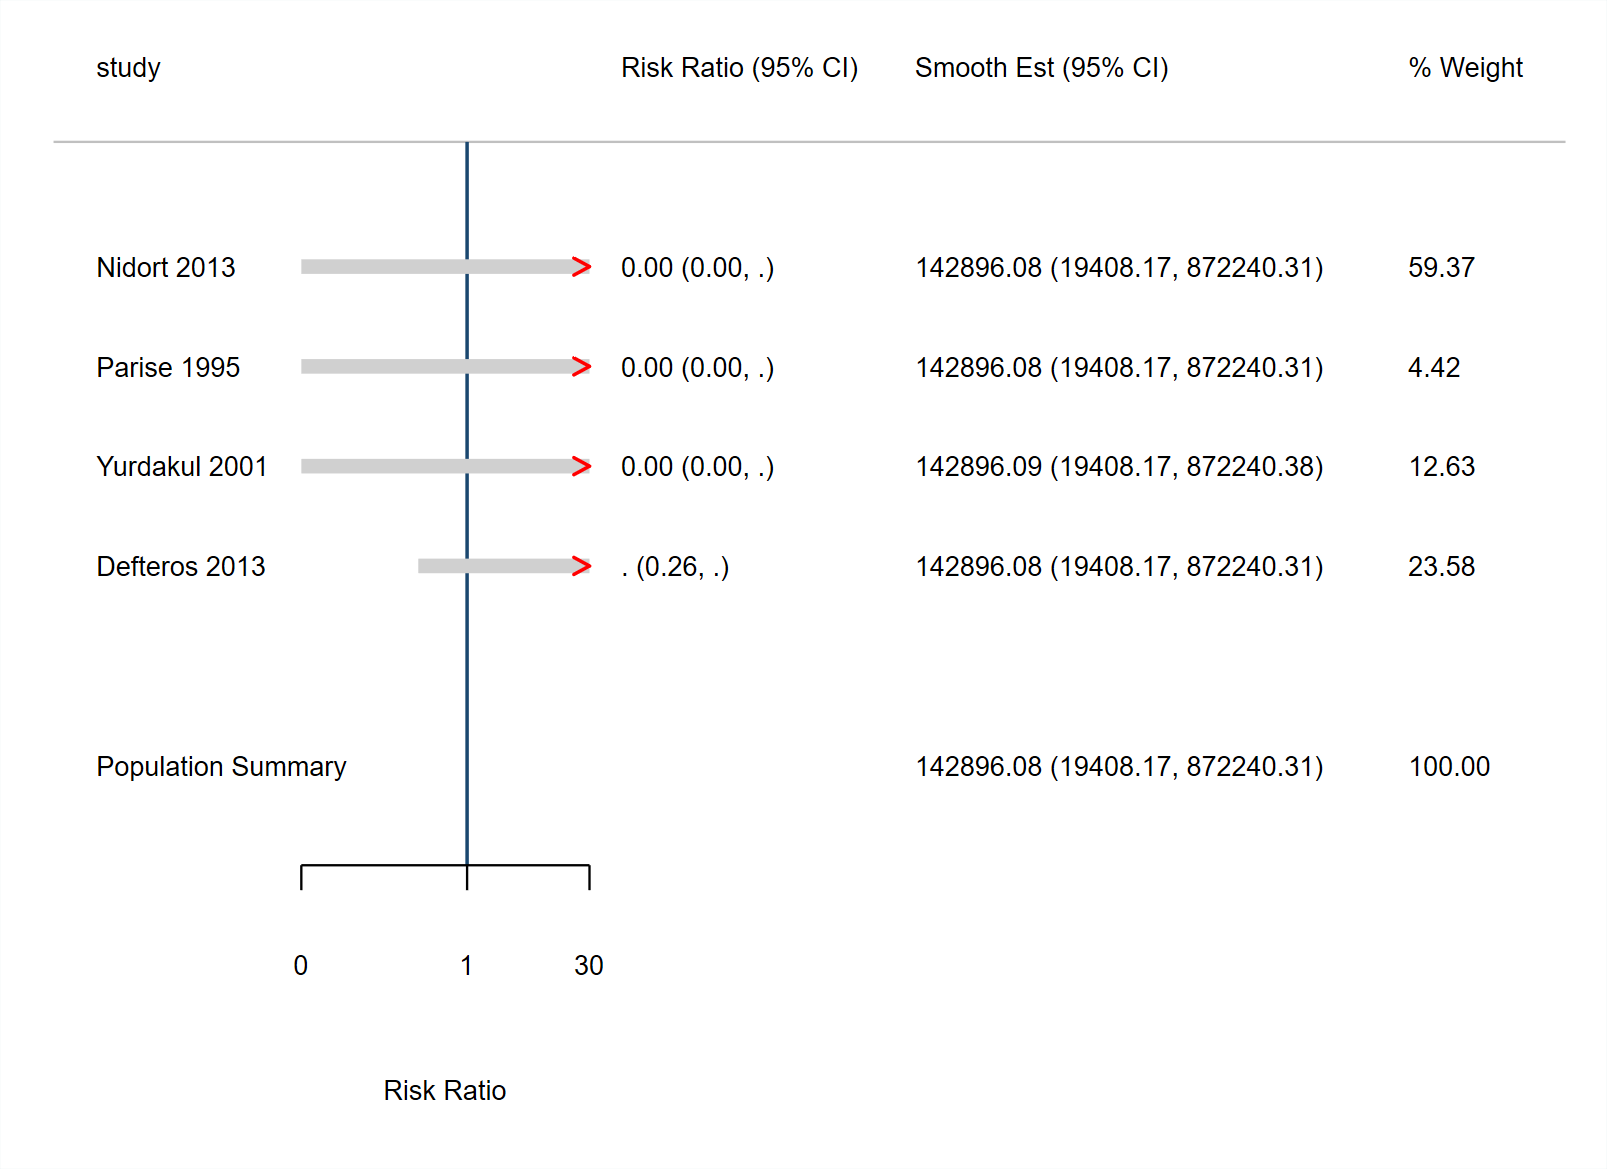 study Risk Ratio (95% CI) Smooth Est (95% CI) % Weight
Nidort 2013 0.00 (0.00, .) 142896.08 (19408.17, 872240.31) 59.37
Parise 1995 0.00 (0.00, .) 142896.08 (19408.17, 872240.31) 4.42
Yurdakul 2001 0.00 (0.00, .) 142896.09 (19408.17, 872240.38) 12.63
Defteros 2013 . (0.26, .) 142896.08 (19408.17, 872240.31) 23.58
Population Summary 142896.08 (19408.17, 872240.31) 100.00
0 1 30
Risk Ratio